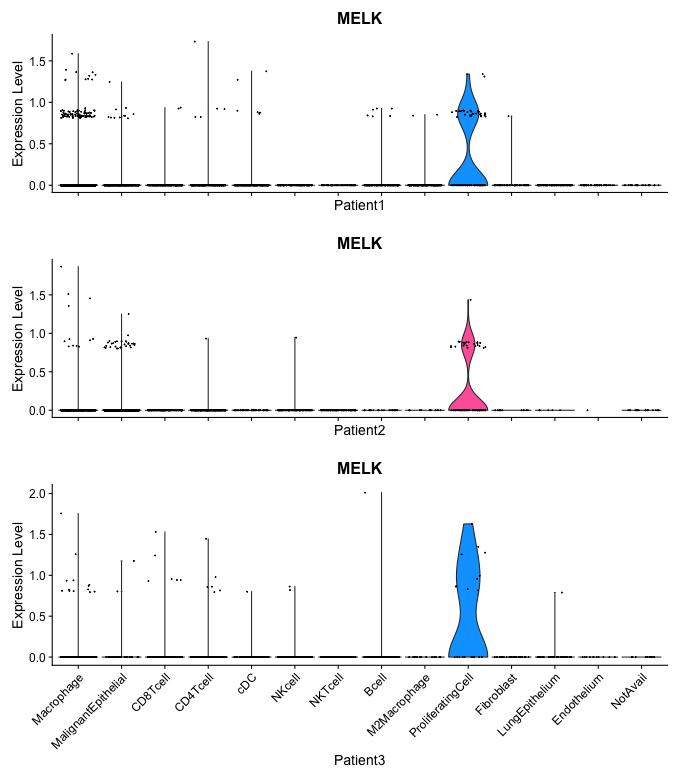 MELK
Expression Level
1.5
1.0
0.5
0.0
Patient1
MELK
Expression Level
1.5
1.0
0.5
0.0
Patient2
MELK
Expression Level
2.0
1.5
1.0
0.5
0.0
Macrophage
MalignantEpithelial
CD8Tcell
CD4Tcell
cDC
NKcell
NKTcell
Bcell
M2Macrophage
ProliferatingCell
Fibroblast
LungEpithelium
Endothelium
NotAvail
Patient3